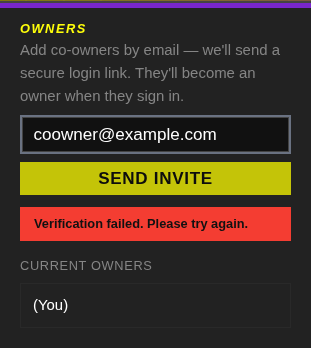 OWNERS
Add co-owners by email — we'll send a
secure login link. They'll become an
owner when they sign in.
coowner@example.com
SEND INVITE
Verification failed. Please try again.
CURRENT OWNERS
(You)